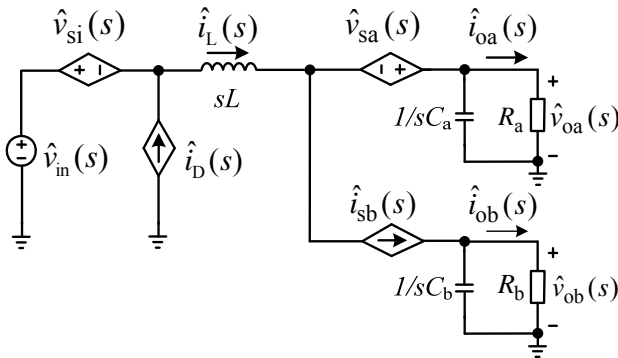 v̂si(s)
îL(s)
v̂sa(s)
îoa(s)
+ −
sL
− +
+
v̂in(s)
+
−
îD(s)
1/sCa
Ra
v̂oa(s)
−
îsb(s)
îob(s)
+
1/sCb
Rb
v̂ob(s)
−